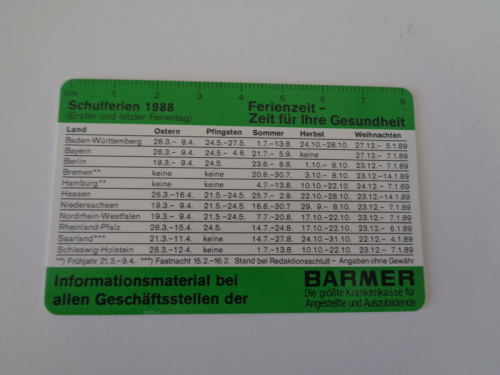 cm 1 2 3 4 5 6 7 8
Schulferien 1988
(Erster und letzter Ferientag)
Ferienzeit –
Zeit für Ihre Gesundheit
Land Ostern Pfingsten Sommer Herbst Weihnachten
Baden-Württemberg 28.3.– 8.4. 24.5.–27.5. 1.7.–13.8. 24.10.–28.10. 27.12.– 5.1.89
Bayern 28.3.– 9.4. 24.5.– 4.6. 21.7.– 5.9. keine 27.12.– 7.1.89
Berlin 19.3.– 9.4. 24.5. 23.6.– 6.8. 1.10.– 8.10. 23.12.– 7.1.89
Bremen** keine keine 20.6.–30.7. 3.10.– 8.10. 23.12.–14.1.89
Hamburg** keine keine 4.7.–13.8. 10.10.–22.10. 24.12.– 7.1.89
Hessen 26.3.–16.4. 21.5.–24.5. 25.7.– 2.9. 22.10.–28.10. 23.12.–14.1.89
Niedersachsen 19.3.– 9.4. 21.5.–24.5. 16.6.–30.7. 29.9.– 8.10. 23.12.– 7.1.89
Nordrhein-Westfalen 19.3.– 9.4. 21.5.–24.5. 7.7.–20.8. 17.10.–22.10. 23.12.– 7.1.89
Rheinland-Pfalz 28.3.–15.4. 24.5. 14.7.–24.8. 17.10.–22.10. 23.12.– 6.1.89
Saarland*** 21.3.–11.4. keine 14.7.–27.8. 24.10.–31.10. 22.12.– 4.1.89
Schleswig-Holstein 28.3.–12.4. keine 1.7.–13.8. 10.10.–22.10. 23.12.– 7.1.89
**) Frühjahr 21.3.–9.4. ***) Fastnacht 15.2.–16.2. Stand bei Redaktionsschluß – Angaben ohne Gewähr
Informationsmaterial bei
allen Geschäftsstellen der
BARMER
Die größte Krankenkasse für
Angestellte und Auszubildende